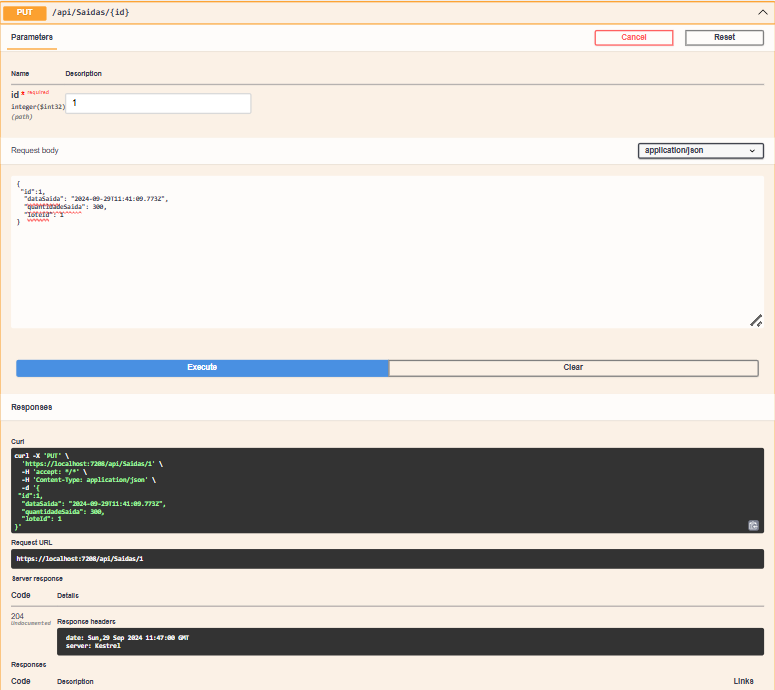 PUT /api/Saidas/{id}
Parameters Cancel Reset
Name Description
id * required
integer($int32)
(path)
1
Request body application/json
{
"id":1,
"dataSaida": "2024-09-29T11:41:09.773Z",
"quantidadeSaida": 300,
"loteId": 1
}
Execute Clear
Responses
Curl
curl -X 'PUT' \
'https://localhost:7208/api/Saidas/1' \
-H 'accept: */*' \
-H 'Content-Type: application/json' \
-d '{
"id":1,
"dataSaida": "2024-09-29T11:41:09.773Z",
"quantidadeSaida": 300,
"loteId": 1
}'
Request URL
https://localhost:7208/api/Saidas/1
Server response
Code Details
204
Undocumented
Response headers
date: Sun,29 Sep 2024 11:47:00 GMT
server: Kestrel
Responses
Code Description Links